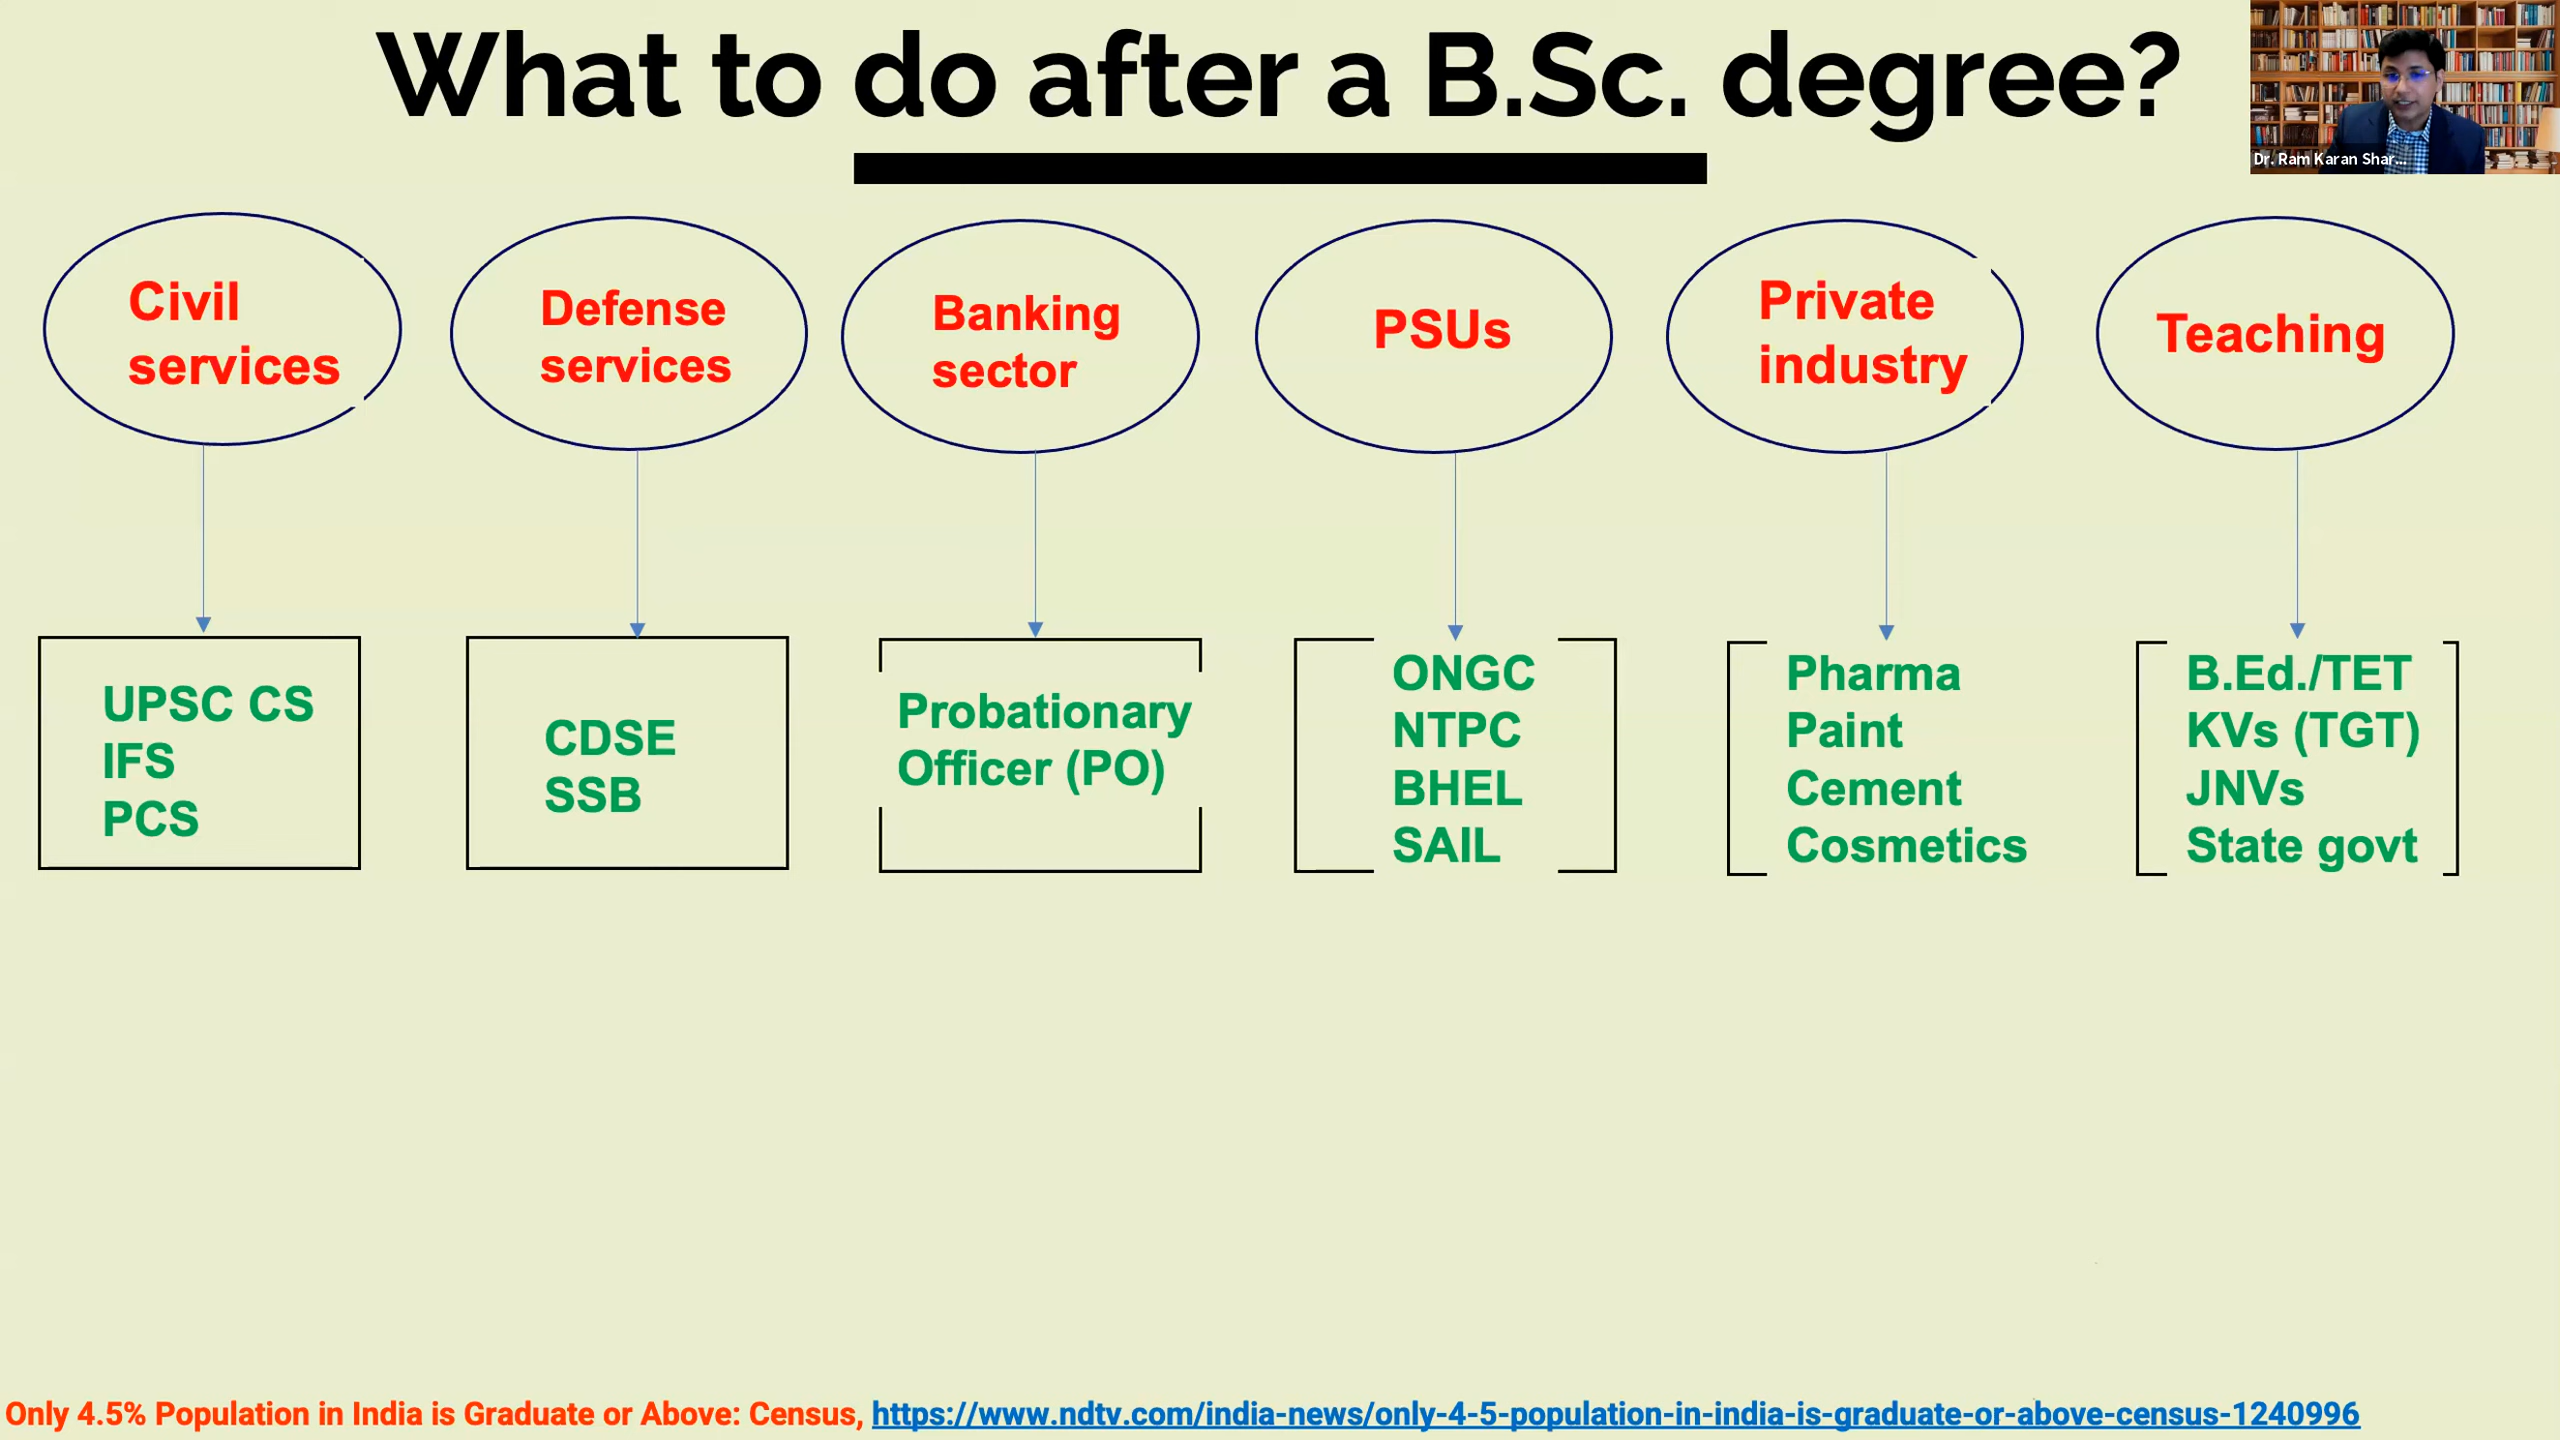 What to do after a B.Sc. degree?
Dr. Ram Karan Shar...
Civil
services
Defense
services
Banking
sector
PSUs
Private
industry
Teaching
UPSC CS
IFS
PCS
CDSE
SSB
Probationary
Officer (PO)
ONGC
NTPC
BHEL
SAIL
Pharma
Paint
Cement
Cosmetics
B.Ed./TET
KVs (TGT)
JNVs
State govt
Only 4.5% Population in India is Graduate or Above: Census, https://www.ndtv.com/india-news/only-4-5-population-in-india-is-graduate-or-above-census-1240996